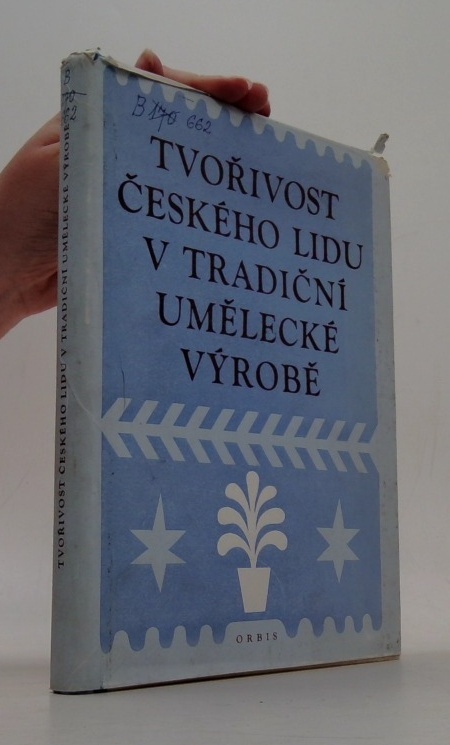 B 170 662
TVOŘIVOST
ČESKÉHO LIDU
V TRADIČNÍ
UMĚLECKÉ
VÝROBĚ
ORBIS
TVOŘIVOST ČESKÉHO LIDU V TRADIČNÍ UMĚLECKÉ VÝROBĚ